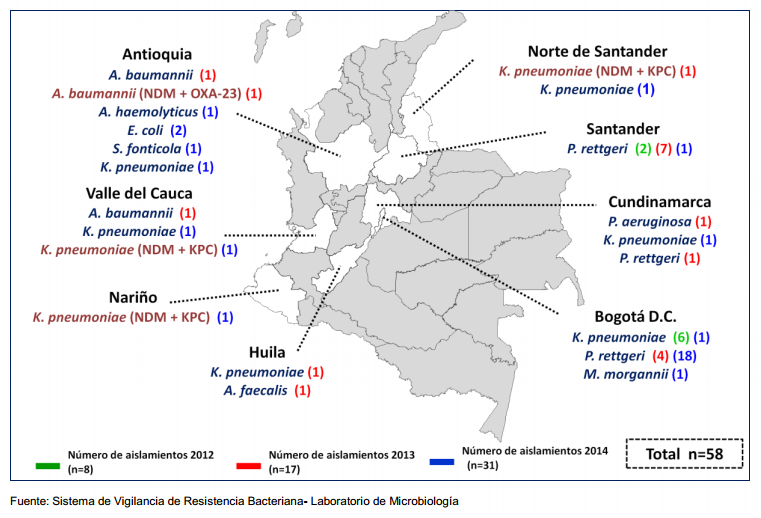 Antioquia
A. baumannii (1)
A. baumannii (NDM + OXA-23) (1)
A. haemolyticus (1)
E. coli (2)
S. fonticola (1)
K. pneumoniae (1)
Valle del Cauca
A. baumannii (1)
K. pneumoniae (1)
K. pneumoniae (NDM + KPC) (1)
Nariño
K. pneumoniae (NDM + KPC) (1)
Huila
K. pneumoniae (1)
A. faecalis (1)
Norte de Santander
K. pneumoniae (NDM + KPC) (1)
K. pneumoniae (1)
Santander
P. rettgeri (2) (7) (1)
Cundinamarca
P. aeruginosa (1)
K. pneumoniae (1)
P. rettgeri (1)
Bogotá D.C.
K. pneumoniae (6) (1)
P. rettgeri (4) (18)
M. morgannii (1)
Número de aislamientos 2012
(n=8)
Número de aislamientos 2013
(n=17)
Número de aislamientos 2014
(n=31)
Total n=58
Fuente: Sistema de Vigilancia de Resistencia Bacteriana- Laboratorio de Microbiología